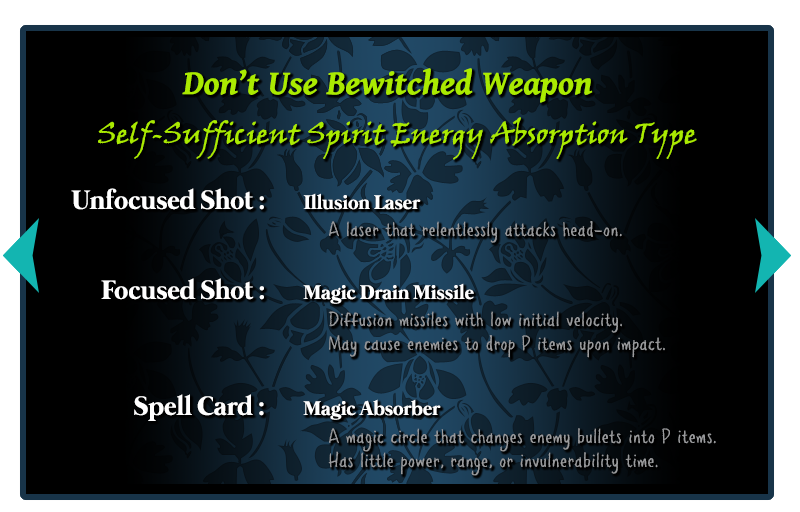 Don't Use Bewitched Weapon
Self-Sufficient Spirit Energy Absorption Type
Unfocused Shot : Illusion Laser
A laser that relentlessly attacks head-on.
Focused Shot : Magic Drain Missile
Diffusion missiles with low initial velocity.
May cause enemies to drop P items upon impact.
Spell Card : Magic Absorber
A magic circle that changes enemy bullets into P items.
Has little power, range, or invulnerability time.